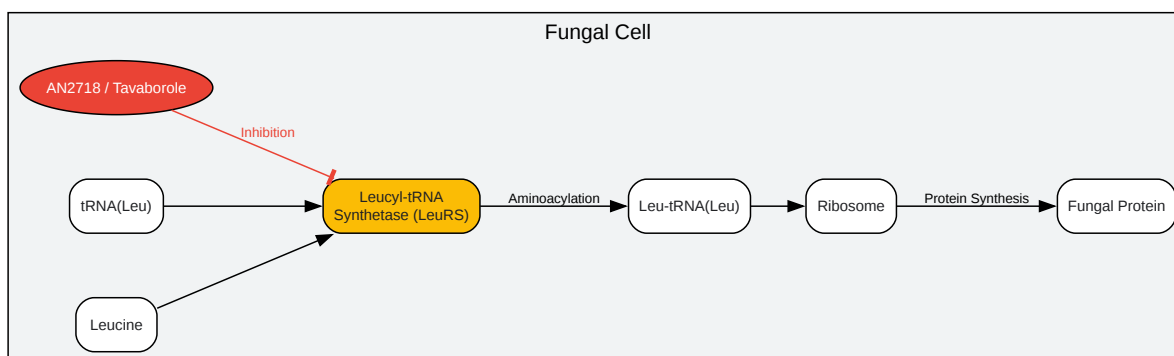 Fungal Cell
AN2718 / Tavaborole
Inhibition
tRNA(Leu)
Leucyl-tRNA
Synthetase (LeuRS)
Aminoacylation
Leu-tRNA(Leu)
Ribosome
Protein Synthesis
Fungal Protein
Leucine